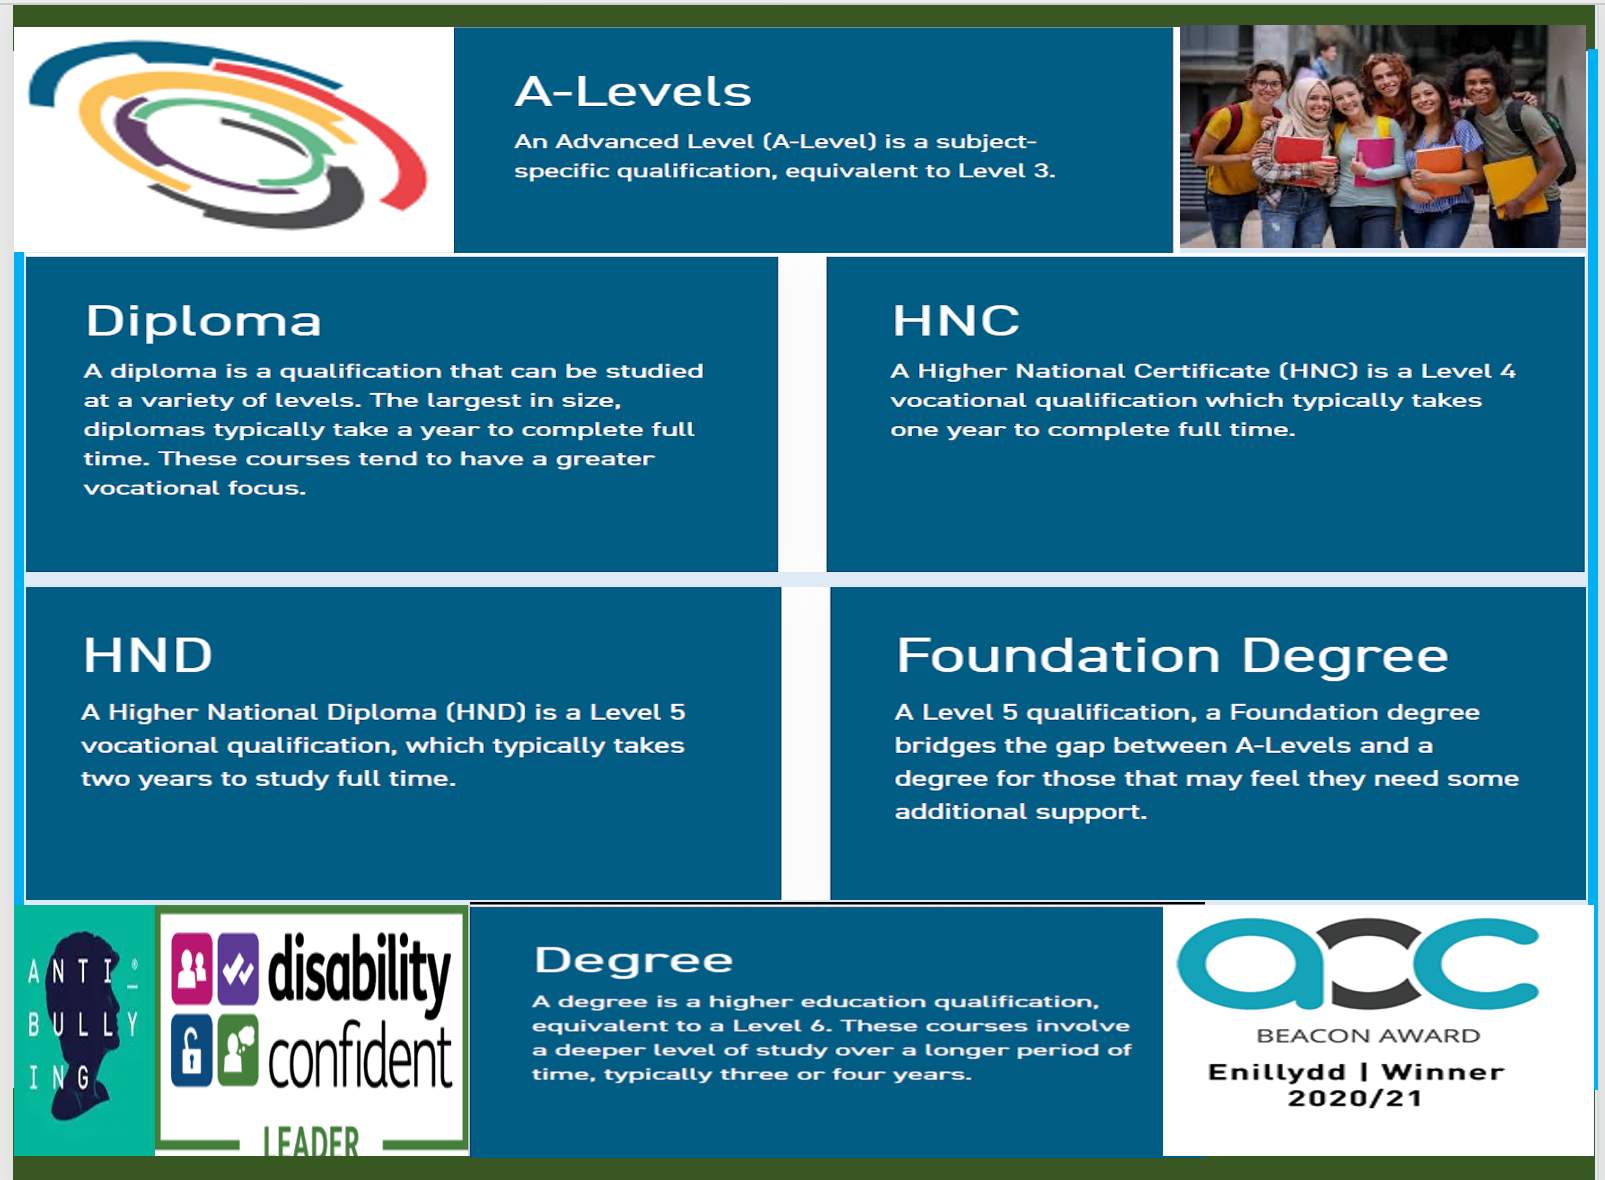 A-Levels
An Advanced Level (A-Level) is a subject-
specific qualification, equivalent to Level 3.
Diploma
A diploma is a qualification that can be studied
at a variety of levels. The largest in size,
diplomas typically take a year to complete full
time. These courses tend to have a greater
vocational focus.
HNC
A Higher National Certificate (HNC) is a Level 4
vocational qualification which typically takes
one year to complete full time.
HND
A Higher National Diploma (HND) is a Level 5
vocational qualification, which typically takes
two years to study full time.
Foundation Degree
A Level 5 qualification, a Foundation degree
bridges the gap between A-Levels and a
degree for those that may feel they need some
additional support.
ANTI-
BULLY
ING
disability
confident
LEADER
Degree
A degree is a higher education qualification,
equivalent to a Level 6. These courses involve
a deeper level of study over a longer period of
time, typically three or four years.
aoc
BEACON AWARD
Enillydd | Winner
2020/21